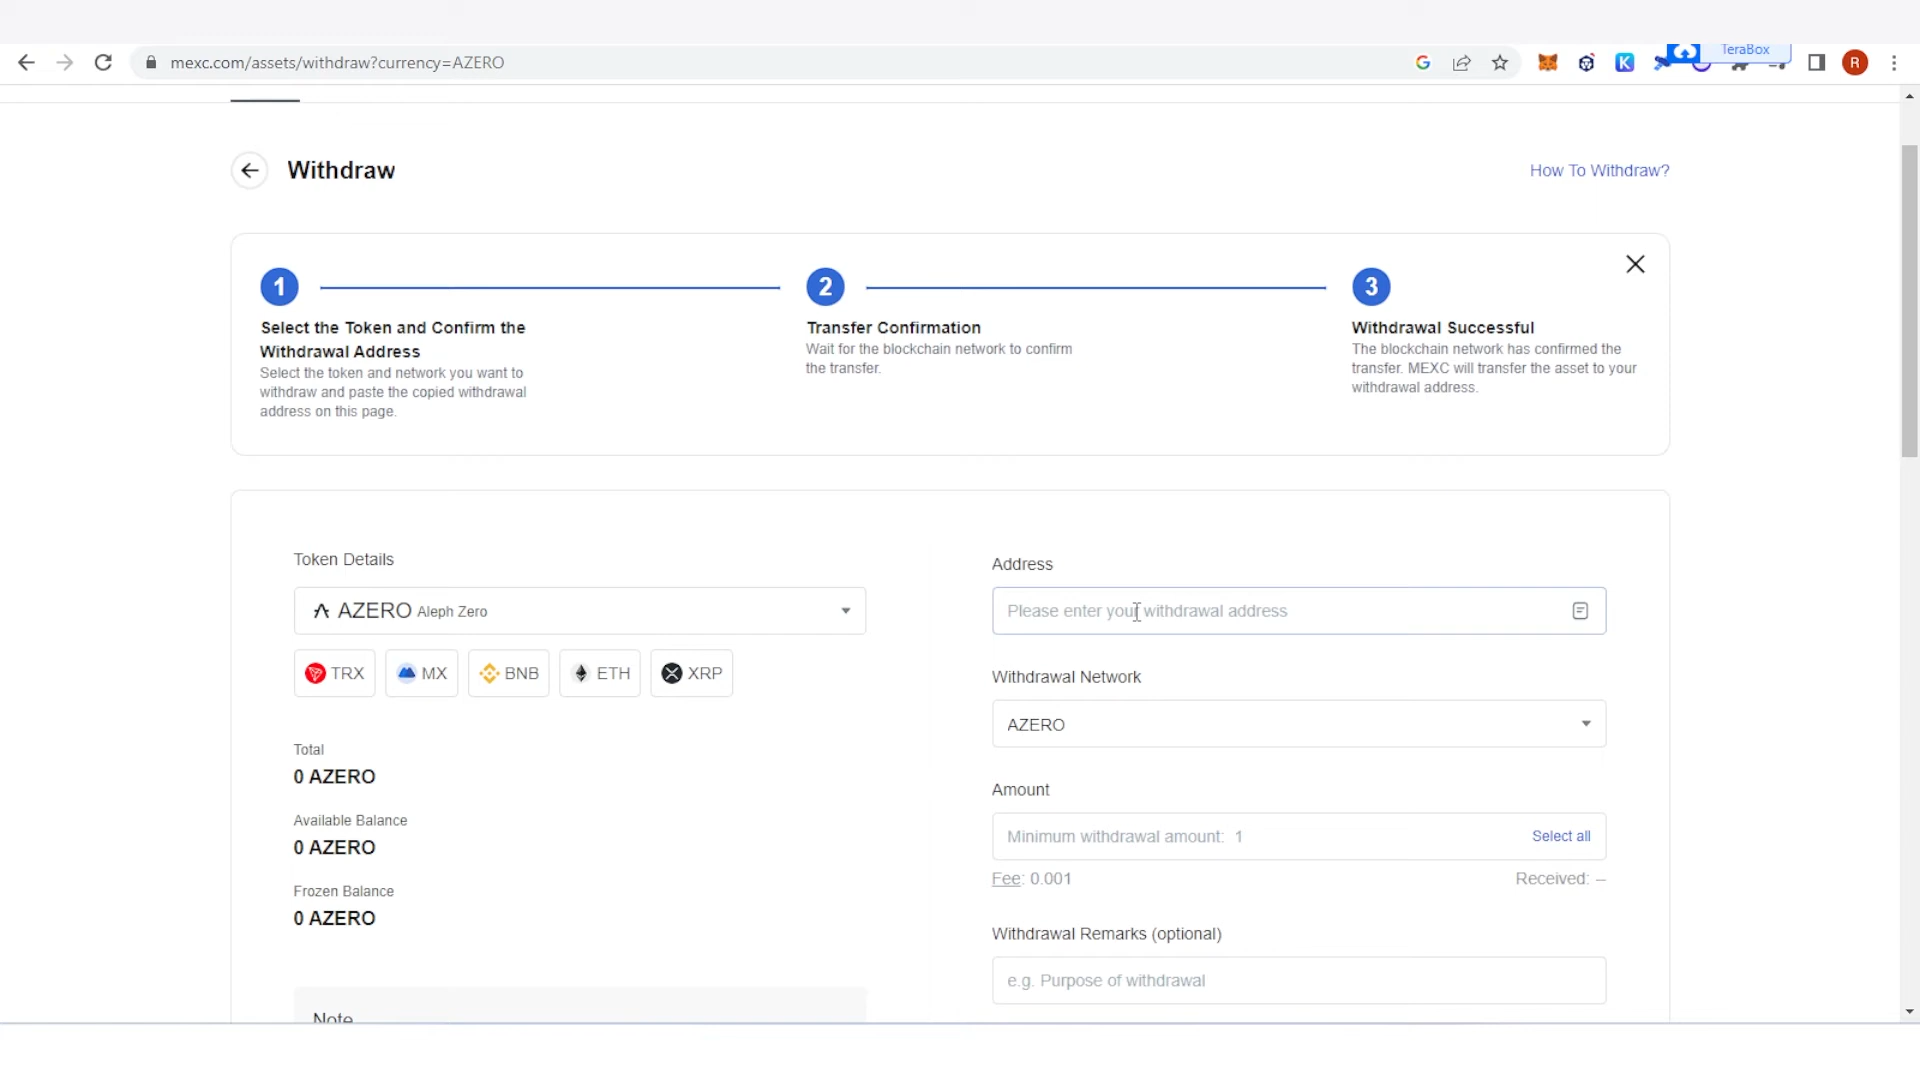 TeraBox
mexc.com/assets/withdraw?currency=AZERO
R
Withdraw
How To Withdraw?
1
2
3
Select the Token and Confirm the
Withdrawal Address
Select the token and network you want to
withdraw and paste the copied withdrawal
address on this page.
Transfer Confirmation
Wait for the blockchain network to confirm
the transfer.
Withdrawal Successful
The blockchain network has confirmed the
transfer. MEXC will transfer the asset to your
withdrawal address.
Token Details
AZERO Aleph Zero
TRX
MX
BNB
ETH
XRP
Total
0 AZERO
Available Balance
0 AZERO
Frozen Balance
0 AZERO
Note
Address
Please enter your withdrawal address
Withdrawal Network
AZERO
Amount
Minimum withdrawal amount: 1
Select all
Fee: 0.001
Received: --
Withdrawal Remarks (optional)
e.g. Purpose of withdrawal